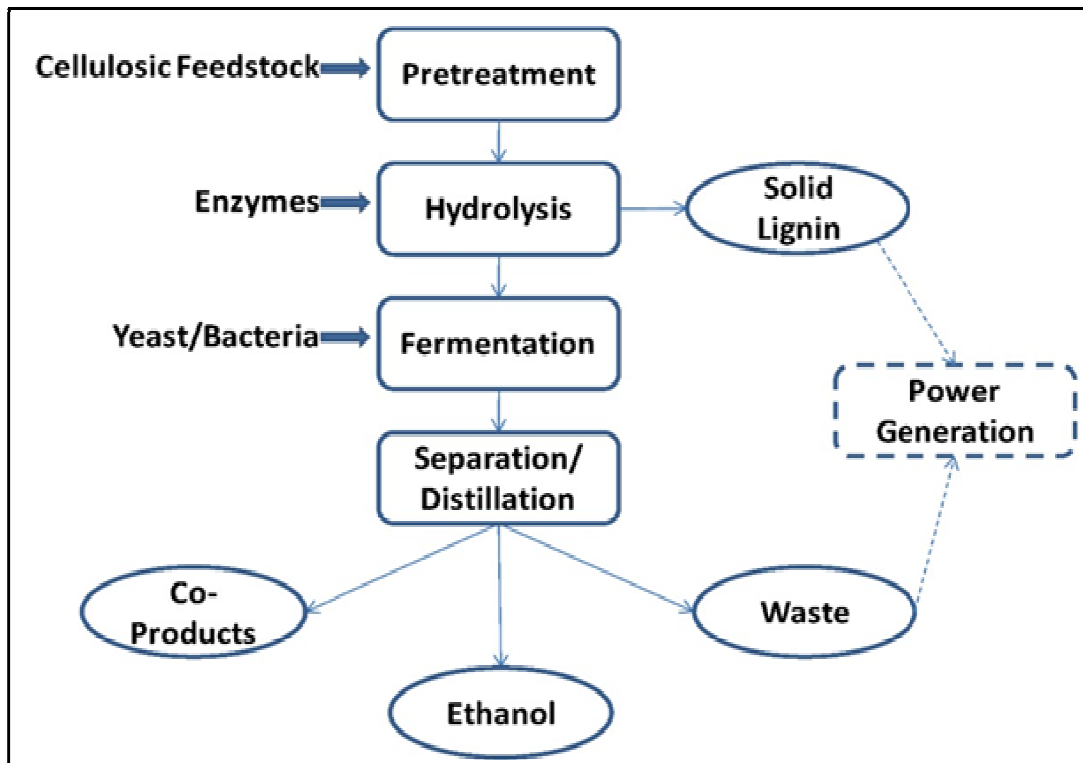 Cellulosic Feedstock
Pretreatment
Enzymes
Hydrolysis
Solid
Lignin
Yeast/Bacteria
Fermentation
Power
Generation
Separation/
Distillation
Co-
Products
Waste
Ethanol